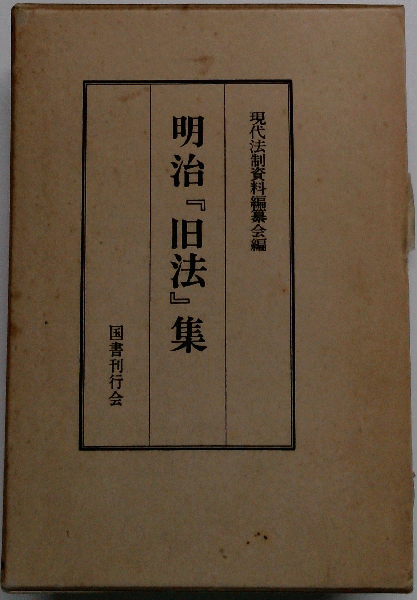 現代法制資料編纂会編
明治『旧法』集
国書刊行会